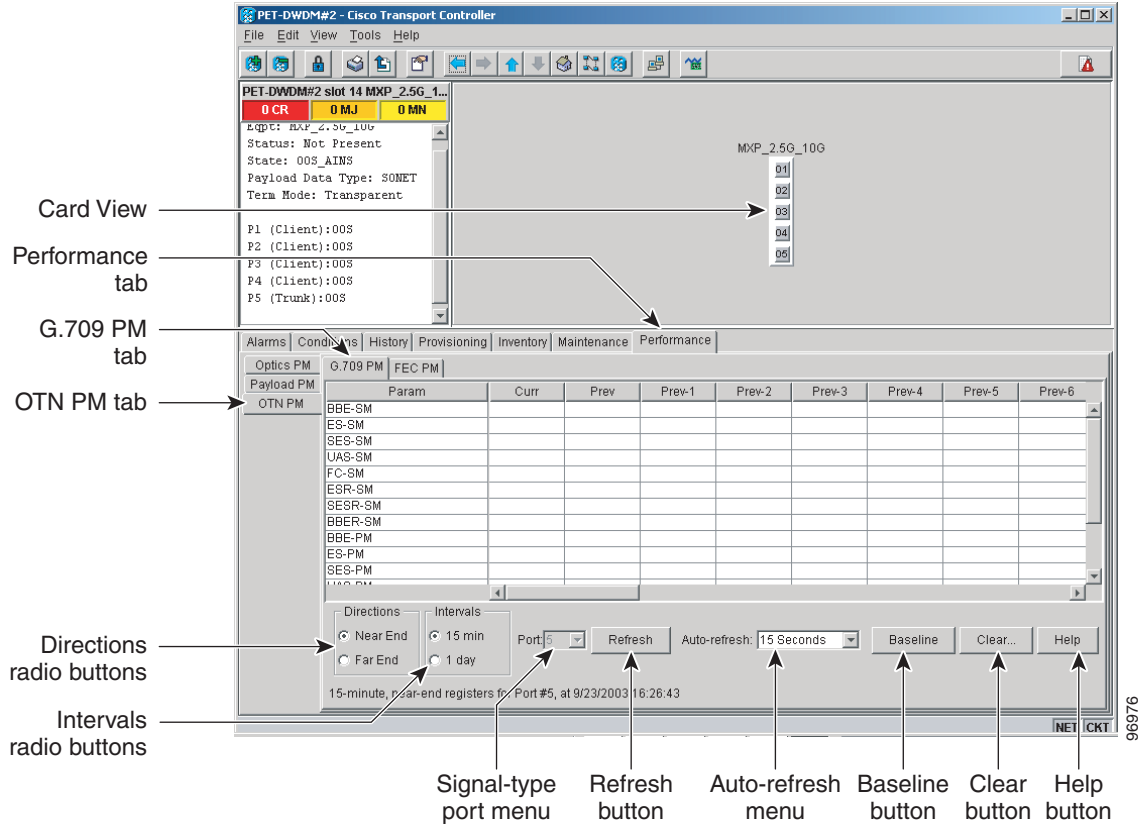 PET-DWDM#2 - Cisco Transport Controller
File Edit View Tools Help
PET-DWDM#2 slot 14 MXP_2.5G_1...
0 CR 0 MJ 0 MN
Eqpt: MXP_2.5G_10G
Status: Not Present
State: OOS_AINS
Payload Data Type: SONET
Term Mode: Transparent
P1 (Client):OOS
P2 (Client):OOS
P3 (Client):OOS
P4 (Client):OOS
P5 (Trunk):OOS
MXP_2.5G_10G
01
02
03
04
05
Card View
Performance
tab
G.709 PM
tab
OTN PM tab
Alarms Conditions History Provisioning Inventory Maintenance Performance
Optics PM
Payload PM
OTN PM
G.709 PM FEC PM
Param Curr Prev Prev-1 Prev-2 Prev-3 Prev-4 Prev-5 Prev-6
BBE-SM
ES-SM
SES-SM
UAS-SM
FC-SM
ESR-SM
SESR-SM
BBER-SM
BBE-PM
ES-PM
SES-PM
UAS-PM
Directions
Near End
Far End
Intervals
15 min
1 day
Port: 5 Refresh Auto-refresh: 15 Seconds Baseline Clear... Help
15-minute, near-end registers for Port #5, at 9/23/2003 16:26:43
NET CKT
Directions
radio buttons
Intervals
radio buttons
Signal-type
port menu
Refresh
button
Auto-refresh
menu
Baseline
button
Clear
button
Help
button
96976